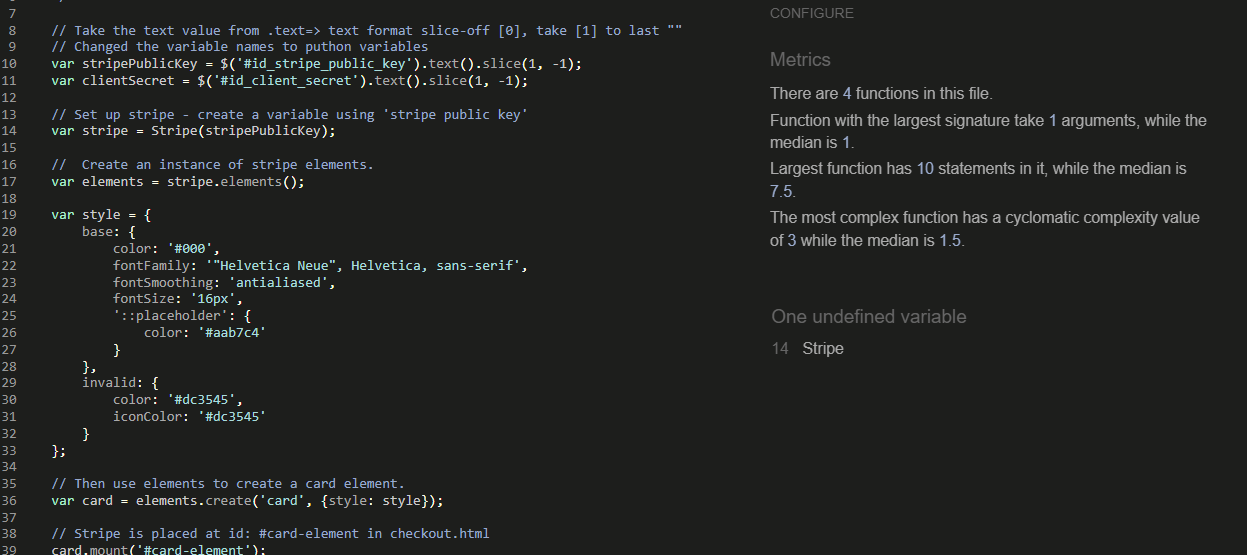 7
8 // Take the text value from .text=> text format slice-off [0], take [1] to last ""
9 // Changed the variable names to puthon variables
10 var stripePublicKey = $('#id_stripe_public_key').text().slice(1, -1);
11 var clientSecret = $('#id_client_secret').text().slice(1, -1);
12
13 // Set up stripe - create a variable using 'stripe public key'
14 var stripe = Stripe(stripePublicKey);
15
16 //  Create an instance of stripe elements.
17 var elements = stripe.elements();
18
19 var style = {
20     base: {
21         color: '#000',
22         fontFamily: '"Helvetica Neue", Helvetica, sans-serif',
23         fontSmoothing: 'antialiased',
24         fontSize: '16px',
25         '::placeholder': {
26             color: '#aab7c4'
27         }
28     },
29     invalid: {
30         color: '#dc3545',
31         iconColor: '#dc3545'
32     }
33 };
34
35 // Then use elements to create a card element.
36 var card = elements.create('card', {style: style});
37
38 // Stripe is placed at id: #card-element in checkout.html
39 card.mount('#card-element');
CONFIGURE
Metrics
There are 4 functions in this file.
Function with the largest signature take 1 arguments, while the
median is 1.
Largest function has 10 statements in it, while the median is
7.5.
The most complex function has a cyclomatic complexity value
of 3 while the median is 1.5.
One undefined variable
14 Stripe